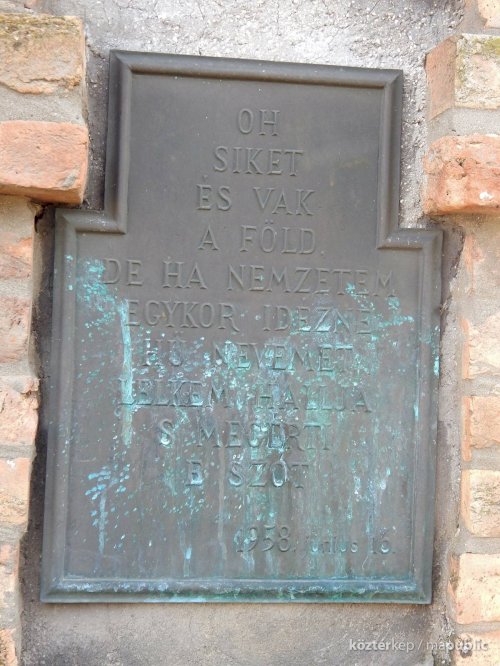 OH
SIKET
ÉS VAK
A FÖLD
DE HA NEMZETEM
EGYKOR IDÉZNÉ
HŰ NEVEMET
LELKEM HALLJA
S MEGÉRTI
E SZÓT
1958. JÚNIUS 16.
köztérkép / mapublic